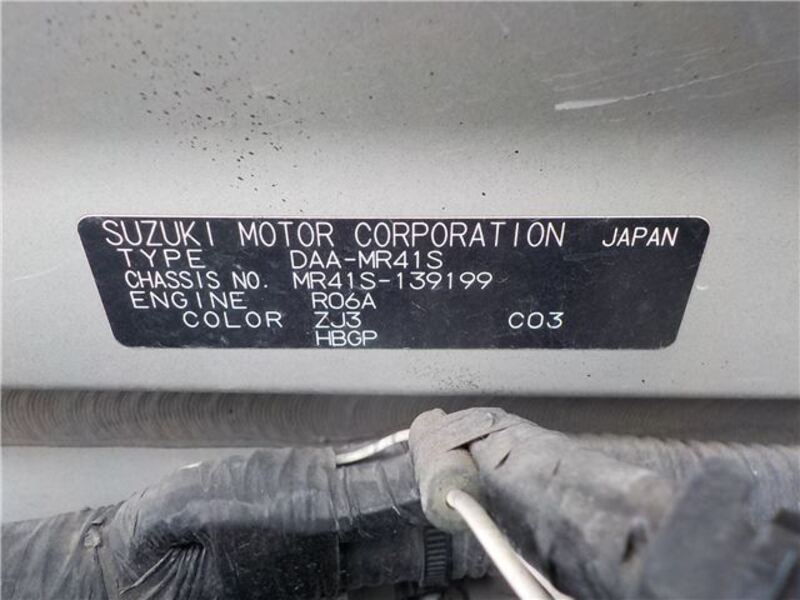 SUZUKI MOTOR CORPORATION JAPAN
TYPE DAA-MR41S
CHASSIS NO. MR41S-139199
ENGINE R06A
COLOR ZJ3 C03
HBGP